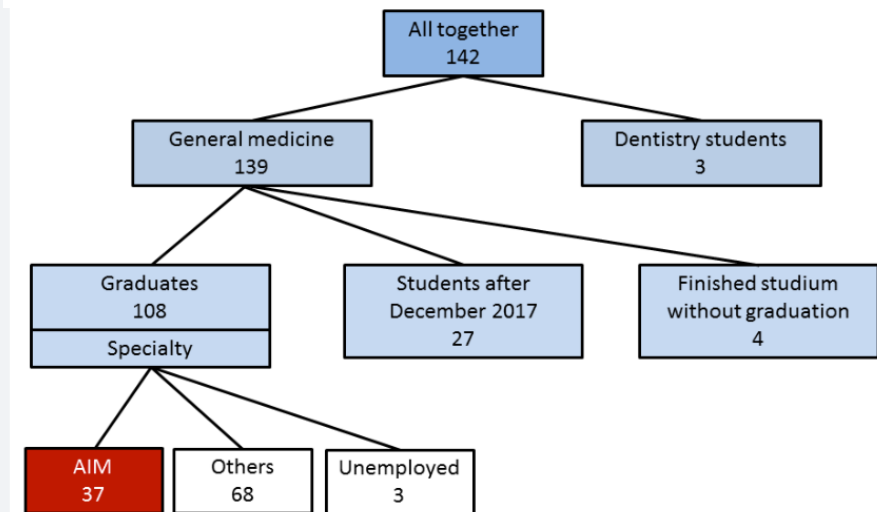 All together
142
General medicine
139
Dentistry students
3
Graduates
108
Specialty
Students after
December 2017
27
Finished studium
without graduation
4
AIM
37
Others
68
Unemployed
3